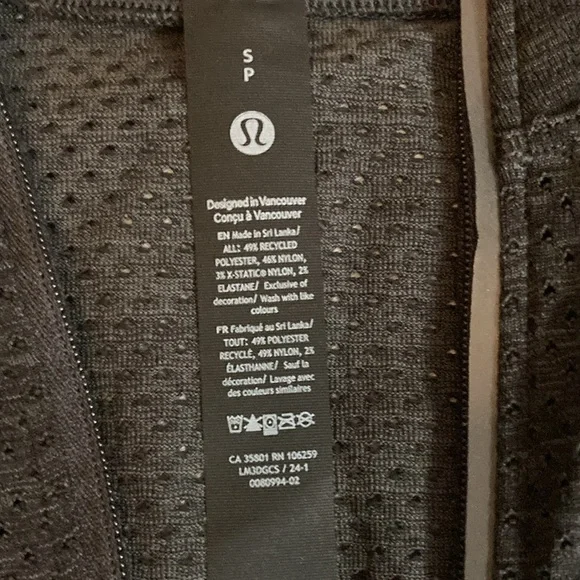 S
P
Designed in Vancouver
Conçu à Vancouver
EN Made in Sri Lanka/
ALL: 49% RECYCLED
POLYESTER, 46% NYLON,
3% X-STATIC® NYLON, 2%
ELASTANE/ Exclusive of
decoration/ Wash with like
colours
FR Fabriqué au Sri Lanka/
TOUT: 49% POLYESTER
RECYCLÉ, 49% NYLON, 2%
ÉLASTHANNE/ Sauf la
décoration/ Lavage avec
des couleurs similaires
CA 35801 RN 106259
LM3DGCS / 24-1
0080994-02